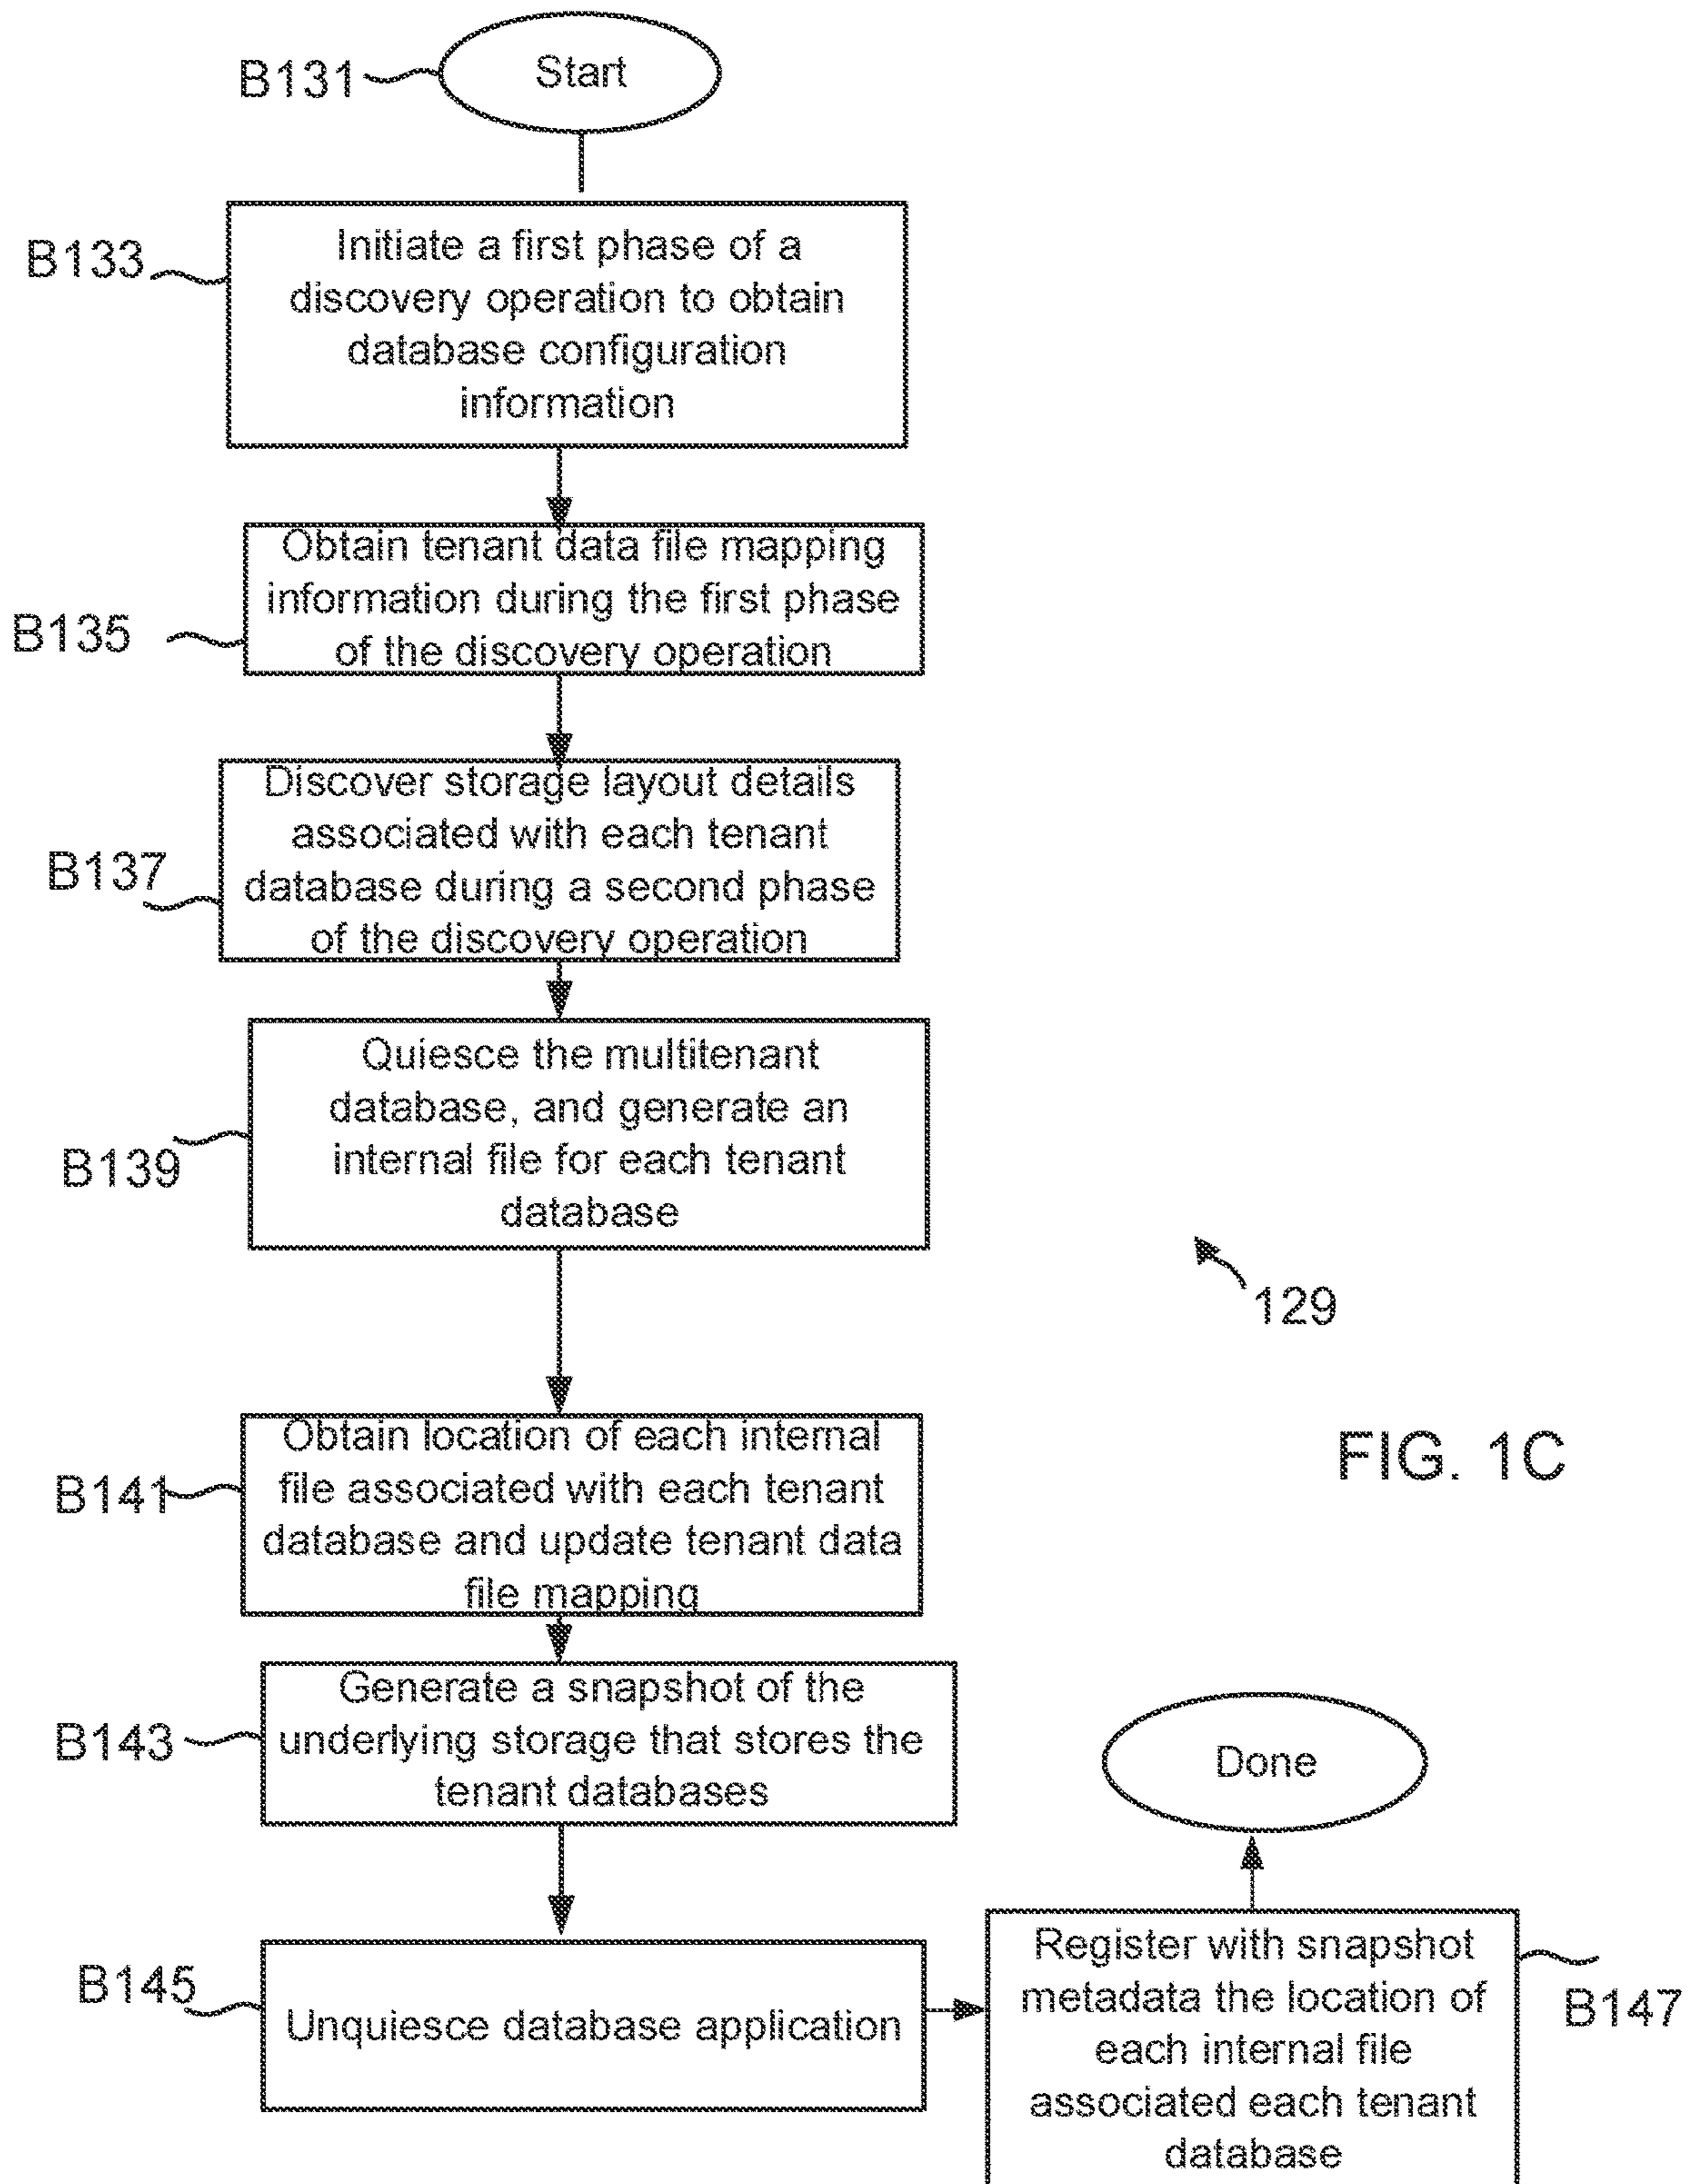 B131
Start
B133
Initiate a first phase of a
discovery operation to obtain
database configuration
information
B135
Obtain tenant data file mapping
information during the first phase
of the discovery operation
B137
Discover storage layout details
associated with each tenant
database during a second phase
of the discovery operation
B139
Quiesce the multitenant
database, and generate an
internal file for each tenant
database
129
FIG. 1C
B141
Obtain location of each internal
file associated with each tenant
database and update tenant data
file mapping
B143
Generate a snapshot of the
underlying storage that stores the
tenant databases
B145
Unquiesce database application
B147
Register with snapshot
metadata the location of
each internal file
associated each tenant
database
Done